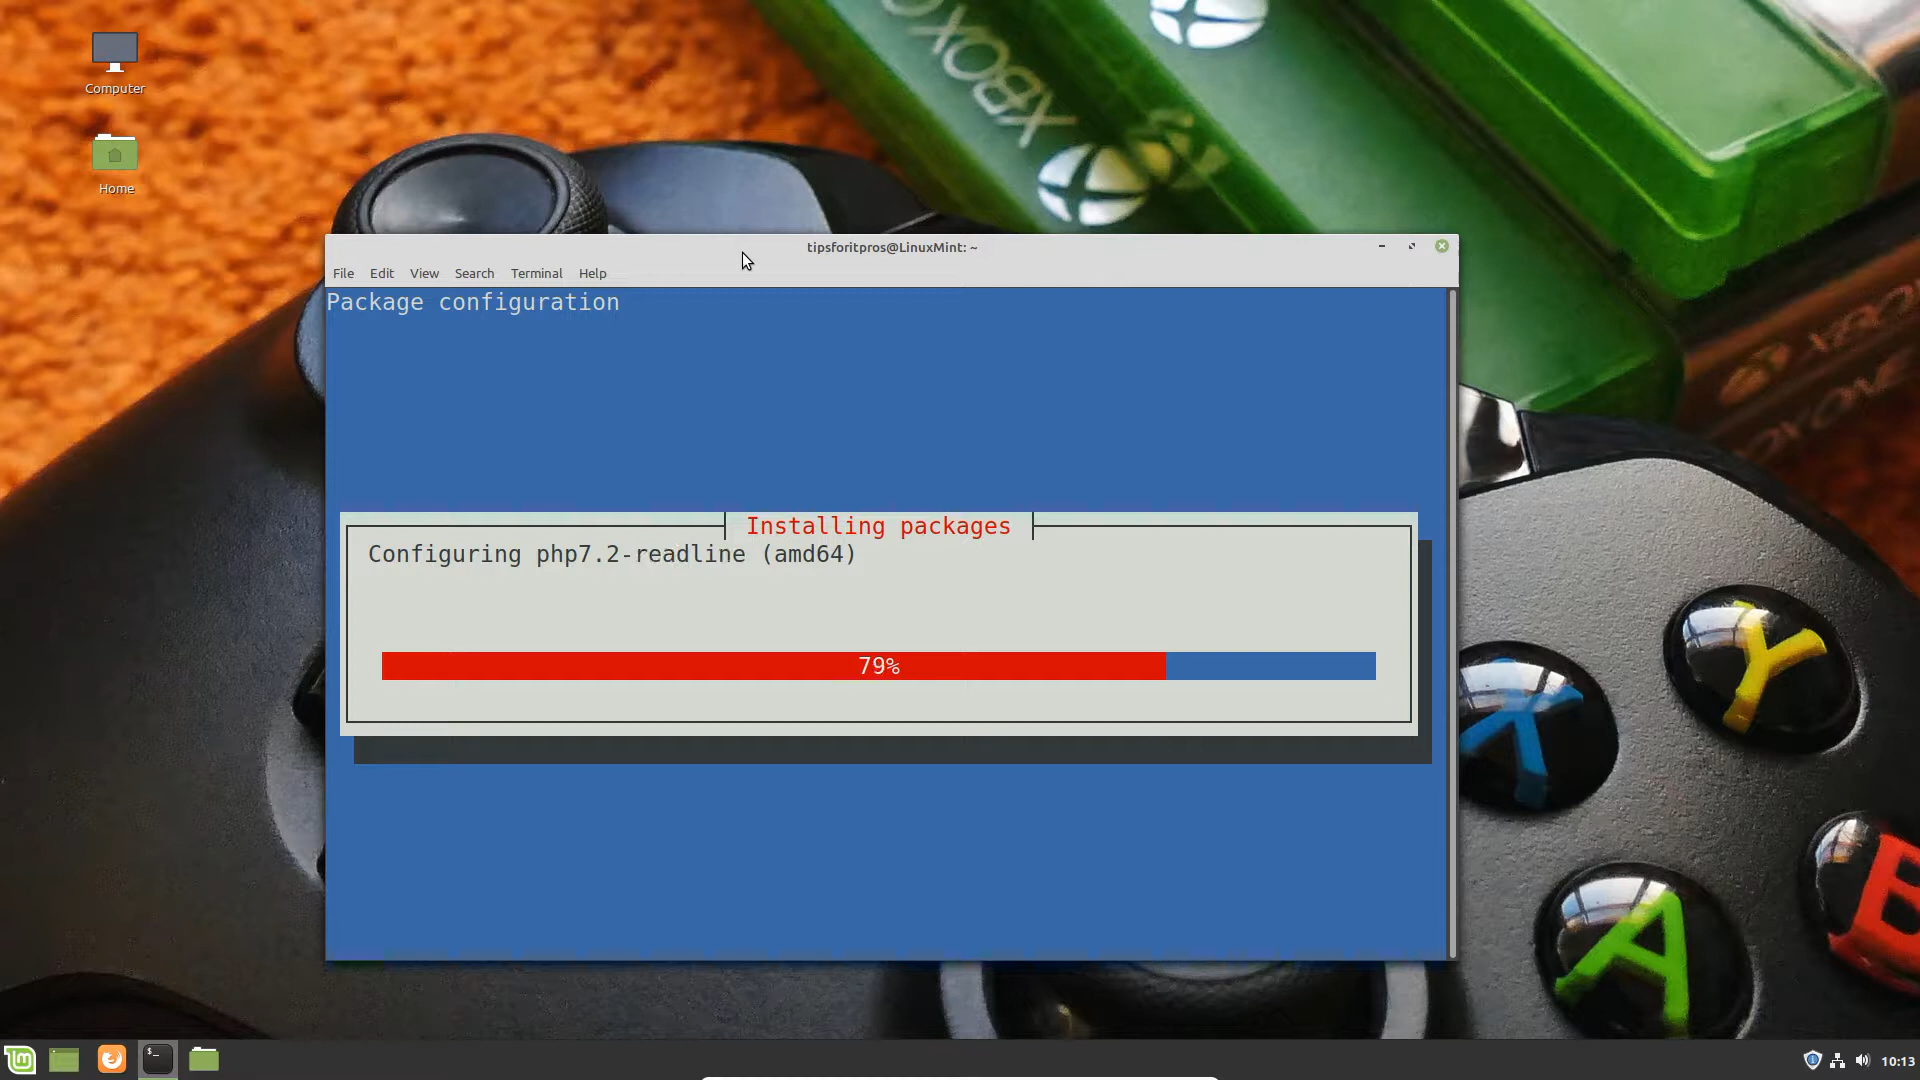 Computer
Home
XBOX
tipsforitpros@LinuxMint: ~
File Edit View Search Terminal Help
Package configuration
Installing packages
Configuring php7.2-readline (amd64)
79%
Y
X
B
A
10:13